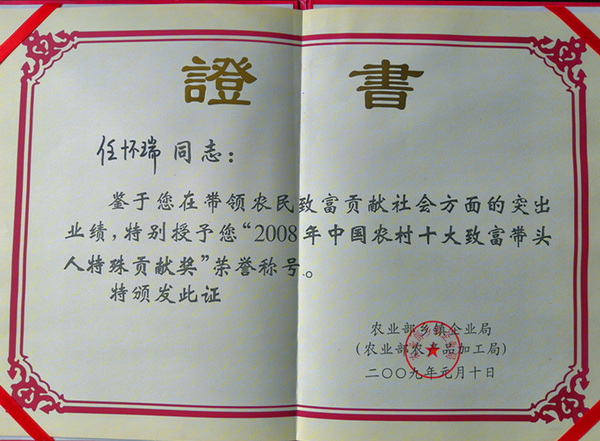 證 書
任怀瑞 同志：
鉴于您在带领农民致富贡献社会方面的突出
业绩，特别授予您“2008年中国农村十大致富带头
人特殊贡献奖”荣誉称号。
特颁发此证
农业部乡镇企业局
（农业部农产品加工局）
二〇〇九年元月十日